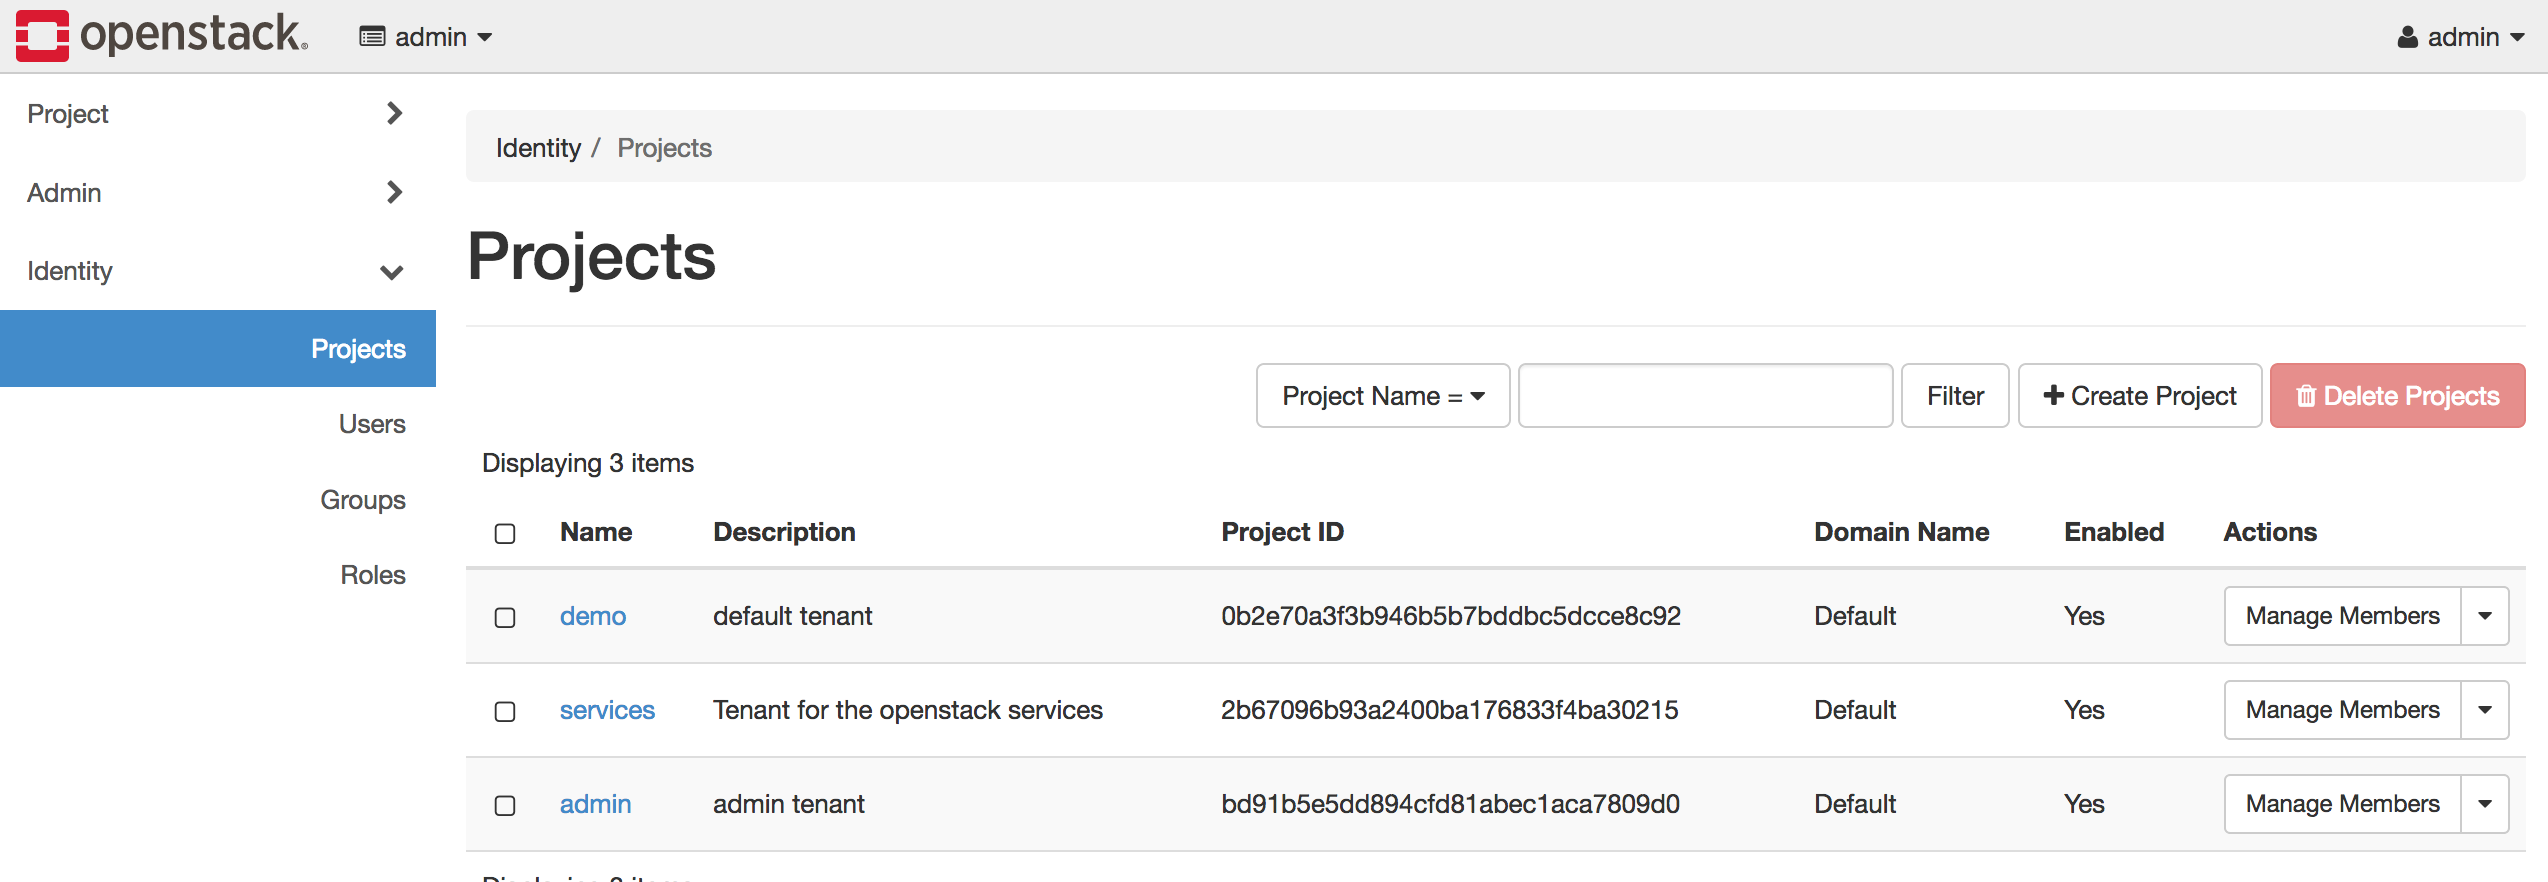 openstack. admin admin
Project
Admin
Identity
Projects
Users
Groups
Roles
Identity / Projects
Projects
Project Name = Filter Create Project Delete Projects
Displaying 3 items
Name Description Project ID Domain Name Enabled Actions
demo default tenant 0b2e70a3f3b946b5b7bddbc5dcce8c92 Default Yes Manage Members
services Tenant for the openstack services 2b67096b93a2400ba176833f4ba30215 Default Yes Manage Members
admin admin tenant bd91b5e5dd894cfd81abec1aca7809d0 Default Yes Manage Members
Displaying 3 items